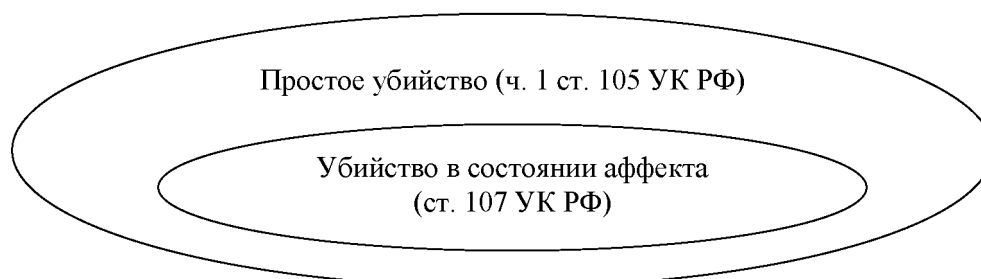 Простое убийство (ч. 1 ст. 105 УК РФ)
Убийство в состоянии аффекта
(ст. 107 УК РФ)